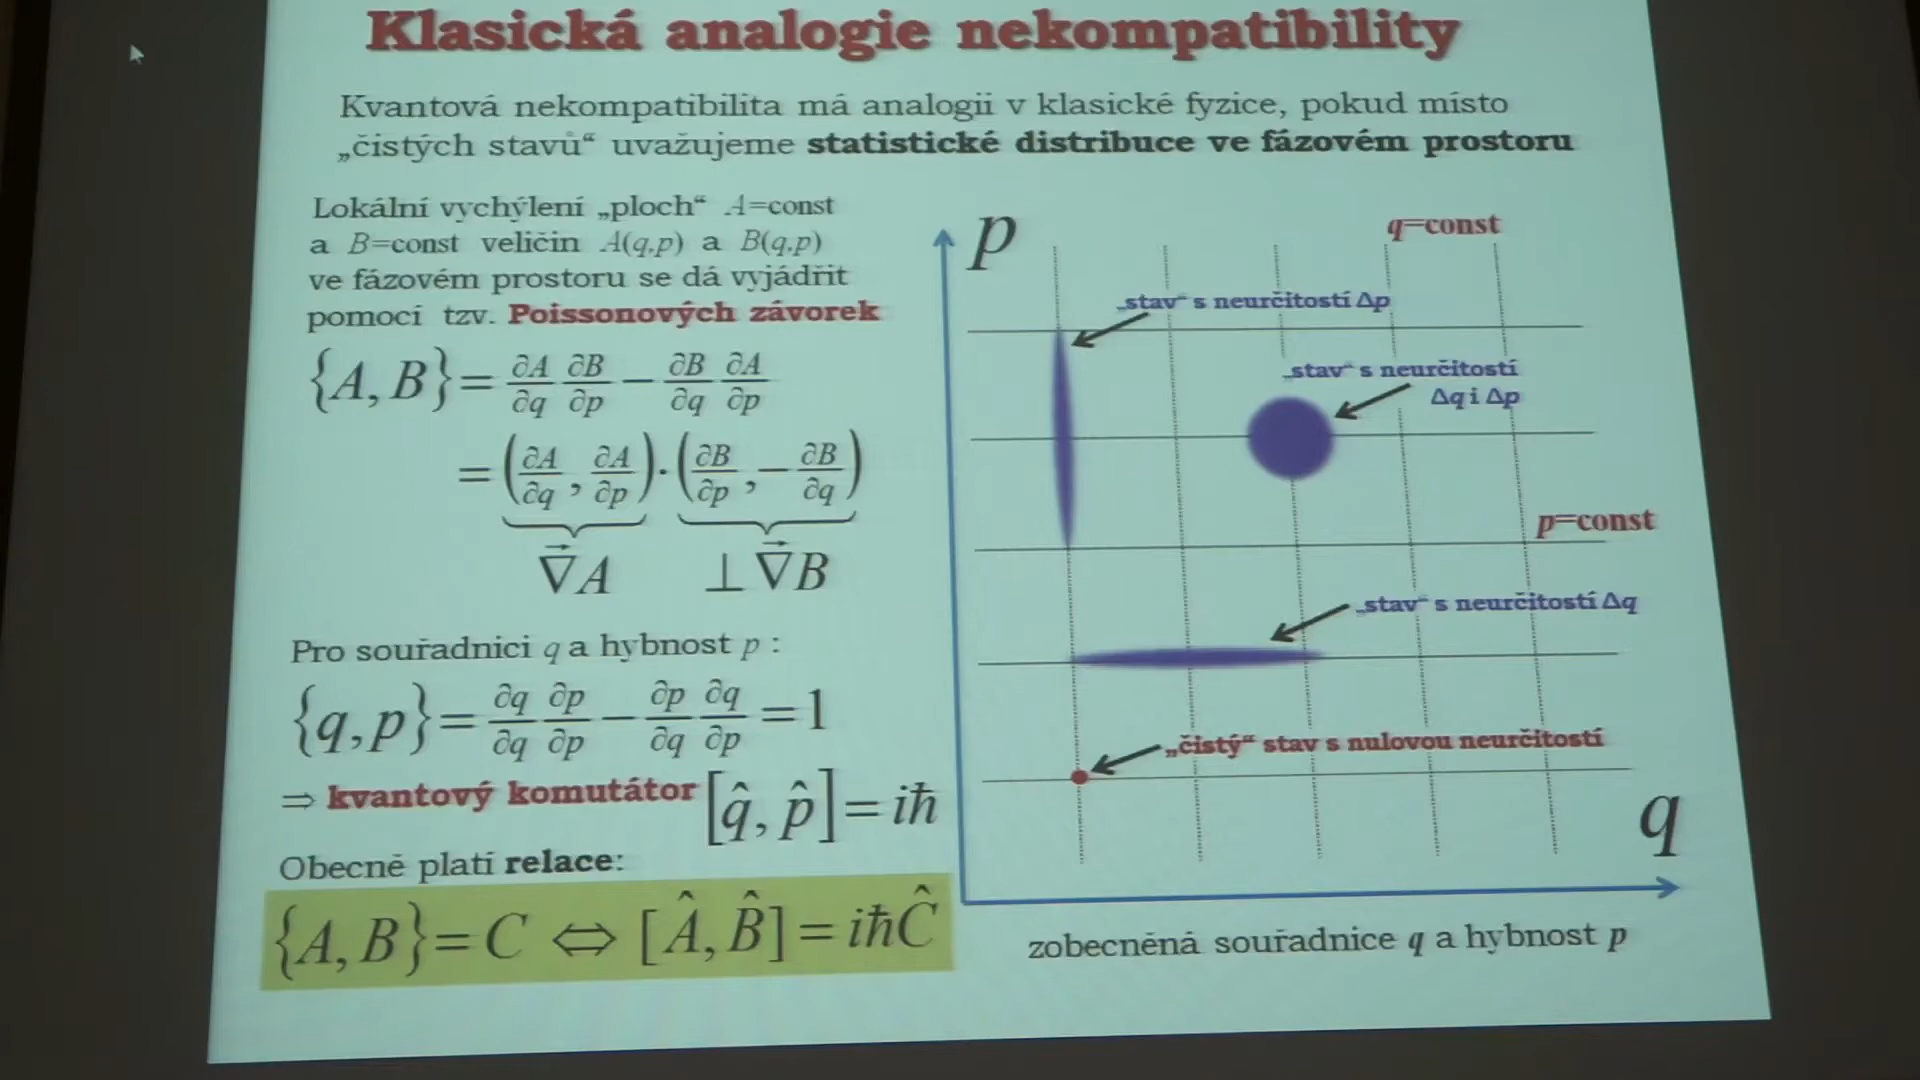 Klasická analogie nekompatibility
Kvantová nekompatibilita má analogii v klasické fyzice, pokud místo
„čistých stavů“ uvažujeme statistické distribuce ve fázovém prostoru
Lokální vychýlení „ploch“ A=const
a B=const veličin A(q,p) a B(q,p)
ve fázovém prostoru se dá vyjádřit
pomocí tzv. Poissonových závorek
{A, B} = ∂A/∂q ∂B/∂p − ∂B/∂q ∂A/∂p
= (∂A/∂q, ∂A/∂p) · (∂B/∂p, −∂B/∂q)
∇⃗A ⊥∇⃗B
Pro souřadnici q a hybnost p :
{q,p} = ∂q/∂q ∂p/∂p − ∂p/∂q ∂q/∂p = 1
⇒ kvantový komutátor [q̂, p̂] = iħ
Obecně platí relace:
{A, B} = C ⇔ [Â, B̂] = iħĈ
p
q=const
„stav“ s neurčitostí Δp
„stav“ s neurčitostí
Δq i Δp
p=const
„stav“ s neurčitostí Δq
„čistý“ stav s nulovou neurčitostí
q
zobecněná souřadnice q a hybnost p